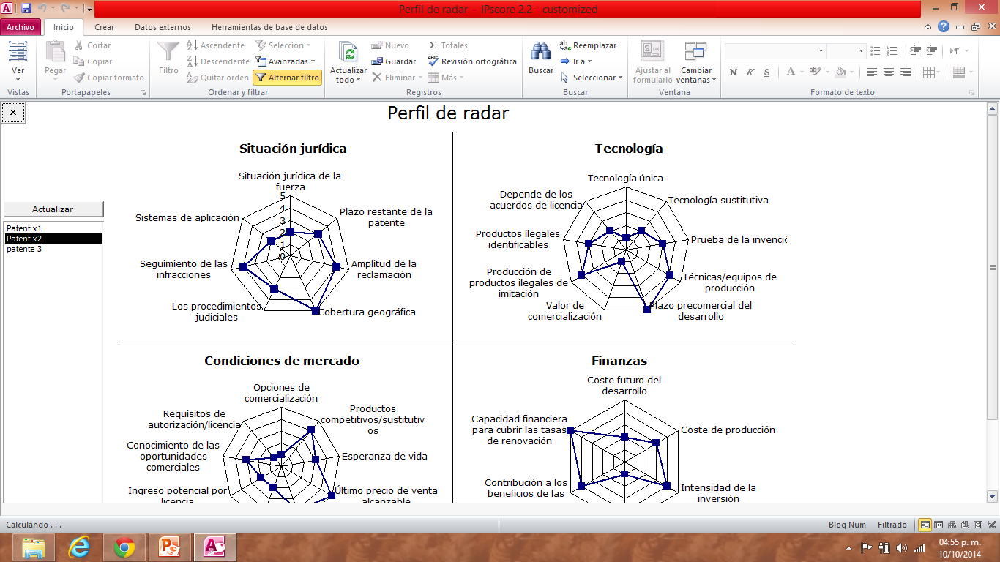 Perfil de radar - IPscore 2.2 - customized
Archivo Inicio Crear Datos externos Herramientas de base de datos
Ver
Vistas
Pegar
Cortar
Copiar
Copiar formato
Portapapeles
Filtro
Ascendente
Descendente
Quitar orden
Selección
Avanzadas
Alternar filtro
Ordenar y filtrar
Actualizar
todo
Nuevo
Guardar
Eliminar
Totales
Revisión ortográfica
Más
Registros
Buscar
Reemplazar
Ir a
Seleccionar
Buscar
Ajustar al
formulario
Cambiar
ventanas
Ventana
N K S
A
Formato de texto
Perfil de radar
Actualizar
Patent x1
Patent x2
patente 3
Situación jurídica
Situación jurídica de la
fuerza
Plazo restante de la
patente
Amplitud de la
reclamación
Cobertura geográfica
Los procedimientos
judiciales
Seguimiento de las
infracciones
Sistemas de aplicación
5
4
3
2
1
0
Tecnología
Tecnología única
Tecnología sustitutiva
Prueba de la invenció
Técnicas/equipos de
producción
Plazo precomercial del
desarrollo
Valor de
comercialización
Producción de
productos ilegales de
imitación
Productos ilegales
identificables
Depende de los
acuerdos de licencia
Condiciones de mercado
Opciones de
comercialización
Productos
competitivos/sustitutiv
os
Esperanza de vida
Último precio de venta
alcanzable
Ingreso potencial por
licencia
Conocimiento de las
oportunidades
comerciales
Requisitos de
autorización/licencia
Finanzas
Coste futuro del
desarrollo
Coste de producción
Intensidad de la
inversión
Contribución a los
beneficios de las
Capacidad financiera
para cubrir las tasas
de renovación
Calculando . . .
Bloq Num Filtrado
04:55 p. m.
10/10/2014